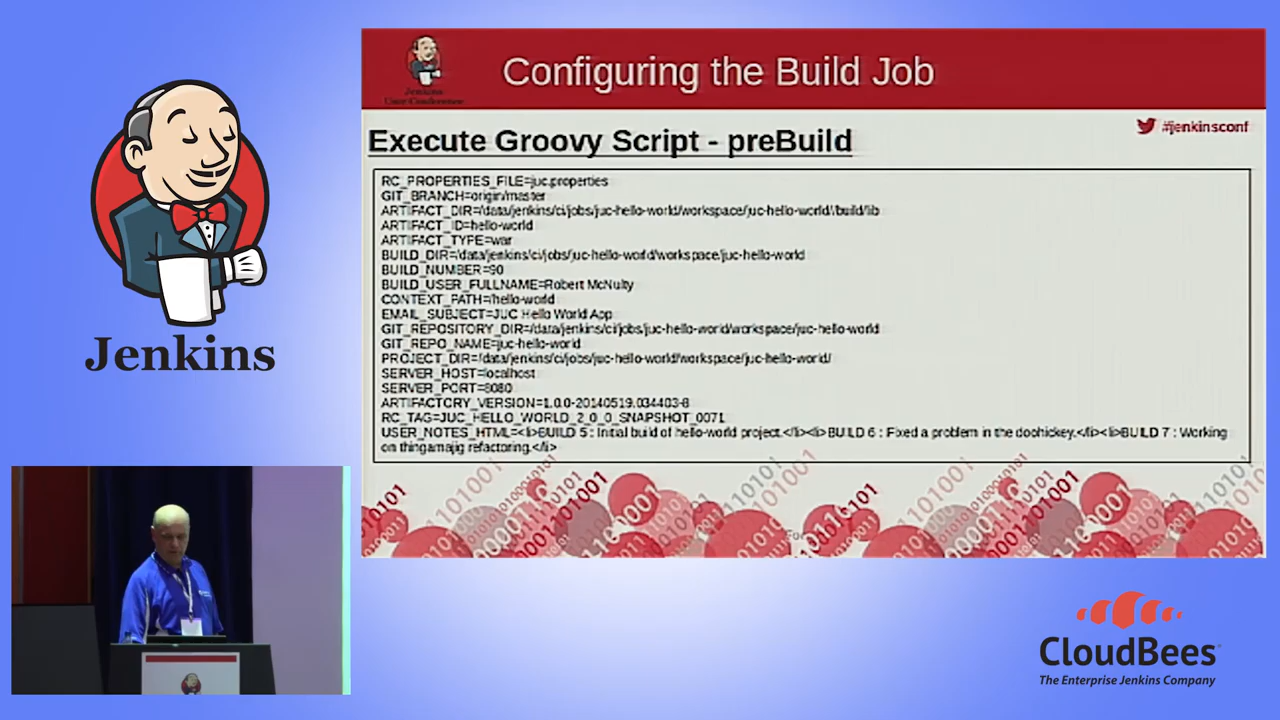 Configuring the Build Job
Jenkins
User Conference
#jenkinsconf
Execute Groovy Script - preBuild
RC_PROPERTIES_FILE=juc.properties
GIT_BRANCH=origin/master
ARTIFACT_DIR=/data/jenkins/ci/jobs/juc-hello-world/workspace/juc-hello-world/build/lib
ARTIFACT_ID=hello-world
ARTIFACT_TYPE=war
BUILD_DIR=/data/jenkins/ci/jobs/juc-hello-world/workspace/juc-hello-world
BUILD_NUMBER=90
BUILD_USER_FULLNAME=Robert McNulty
CONTEXT_PATH=/hello-world
EMAIL_SUBJECT=JUC Hello World App
GIT_REPOSITORY_DIR=/data/jenkins/ci/jobs/juc-hello-world/workspace/juc-hello-world
GIT_REPO_NAME=juc-hello-world
PROJECT_DIR=/data/jenkins/ci/jobs/juc-hello-world/workspace/juc-hello-world/
SERVER_HOST=localhost
SERVER_PORT=8080
ARTIFACTORY_VERSION=1.0.0-20140519.034403-8
RC_TAG=JUC_HELLO_WORLD_2_0_0_SNAPSHOT_0071
USER_NOTES_HTML=<li>BUILD 5 : Initial build of hello-world project.</li><li>BUILD 6 : Fixed a problem in the doohickey.</li><li>BUILD 7 : Working
on thingamajig refactoring.</li>
Jenkins
CloudBees
The Enterprise Jenkins Company